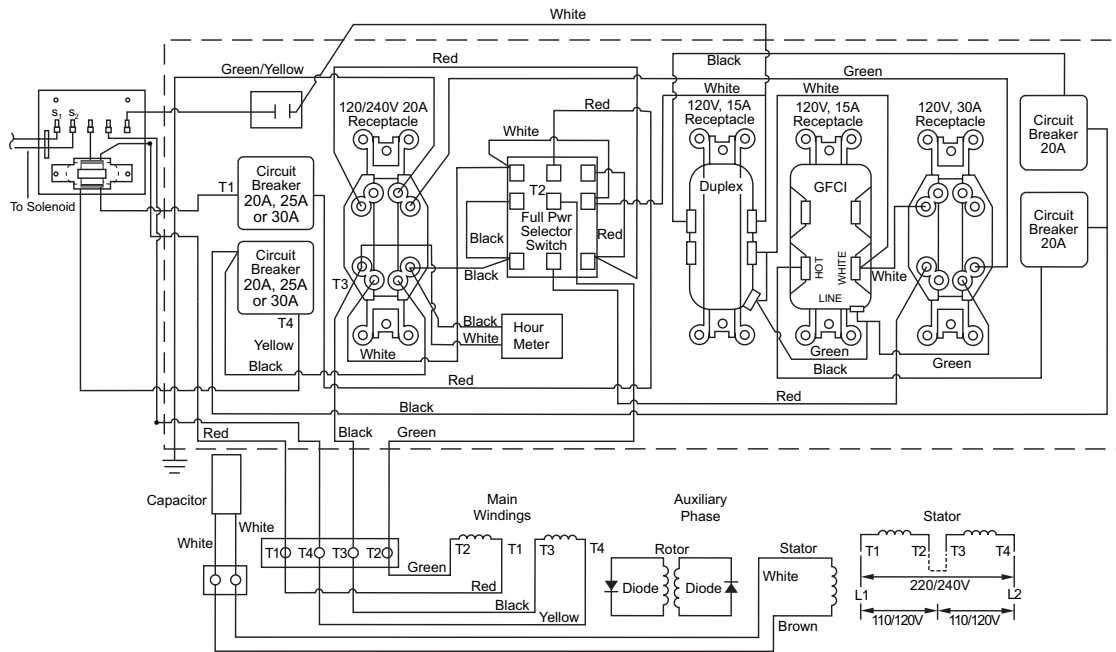 White
Black
Red
Green/Yellow
Green
White
White
120/240V 20A
Receptacle
Red
120V, 15A
Receptacle
120V, 15A
Receptacle
120V, 30A
Receptacle
S1 S2
White
Circuit
Breaker
20A
T1
Circuit
Breaker
20A, 25A
or 30A
T2
Full Pwr
Selector
Switch
Duplex
GFCI
To Solenoid
Black
Red
Circuit
Breaker
20A
Circuit
Breaker
20A, 25A
or 30A
T3
Black
HOT
WHITE
White
LINE
T4
Yellow
Black
White
Black
White
Hour
Meter
Green
Black
Green
Red
Red
Black
Red
Black
Green
Capacitor
White
White
Main
Windings
Auxiliary
Phase
Stator
T1 T4 T3 T2
T2 T1 T3 T4
Green
Red
Black
Yellow
Rotor
Diode
Diode
Stator
White
Brown
T1 T2 T3 T4
220/240V
L1 L2
110/120V 110/120V